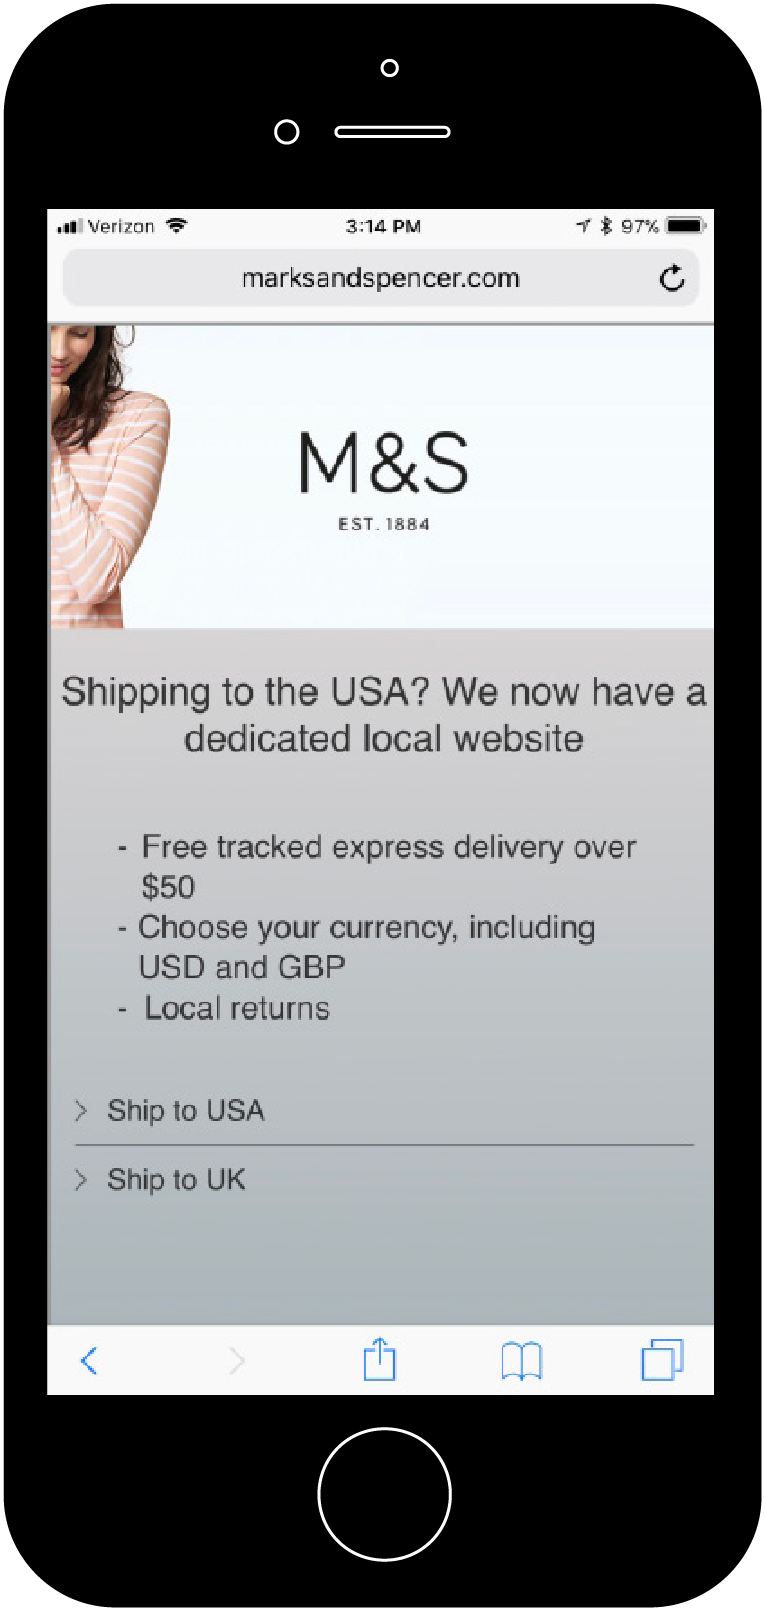 Verizon 3:14 PM 97%
marksandspencer.com
M&S
EST. 1884
Shipping to the USA? We now have a
dedicated local website
- Free tracked express delivery over
$50
- Choose your currency, including
USD and GBP
- Local returns
> Ship to USA
> Ship to UK